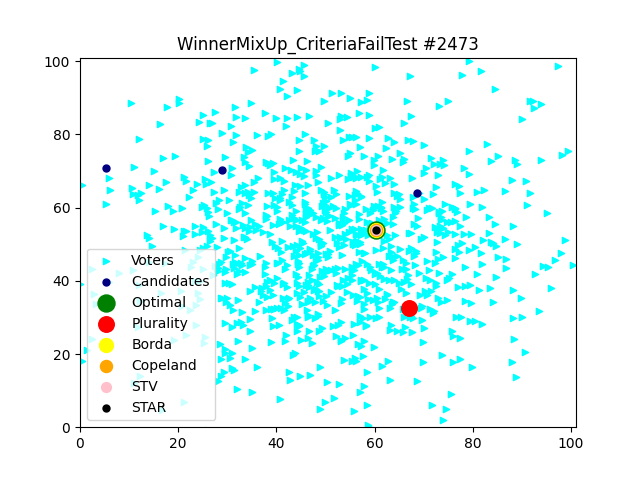 WinnerMixUp_CriteriaFailTest #2473
100
80
60
40
20
0
Voters
Candidates
Optimal
Plurality
Borda
Copeland
STV
STAR
0 20 40 60 80 100